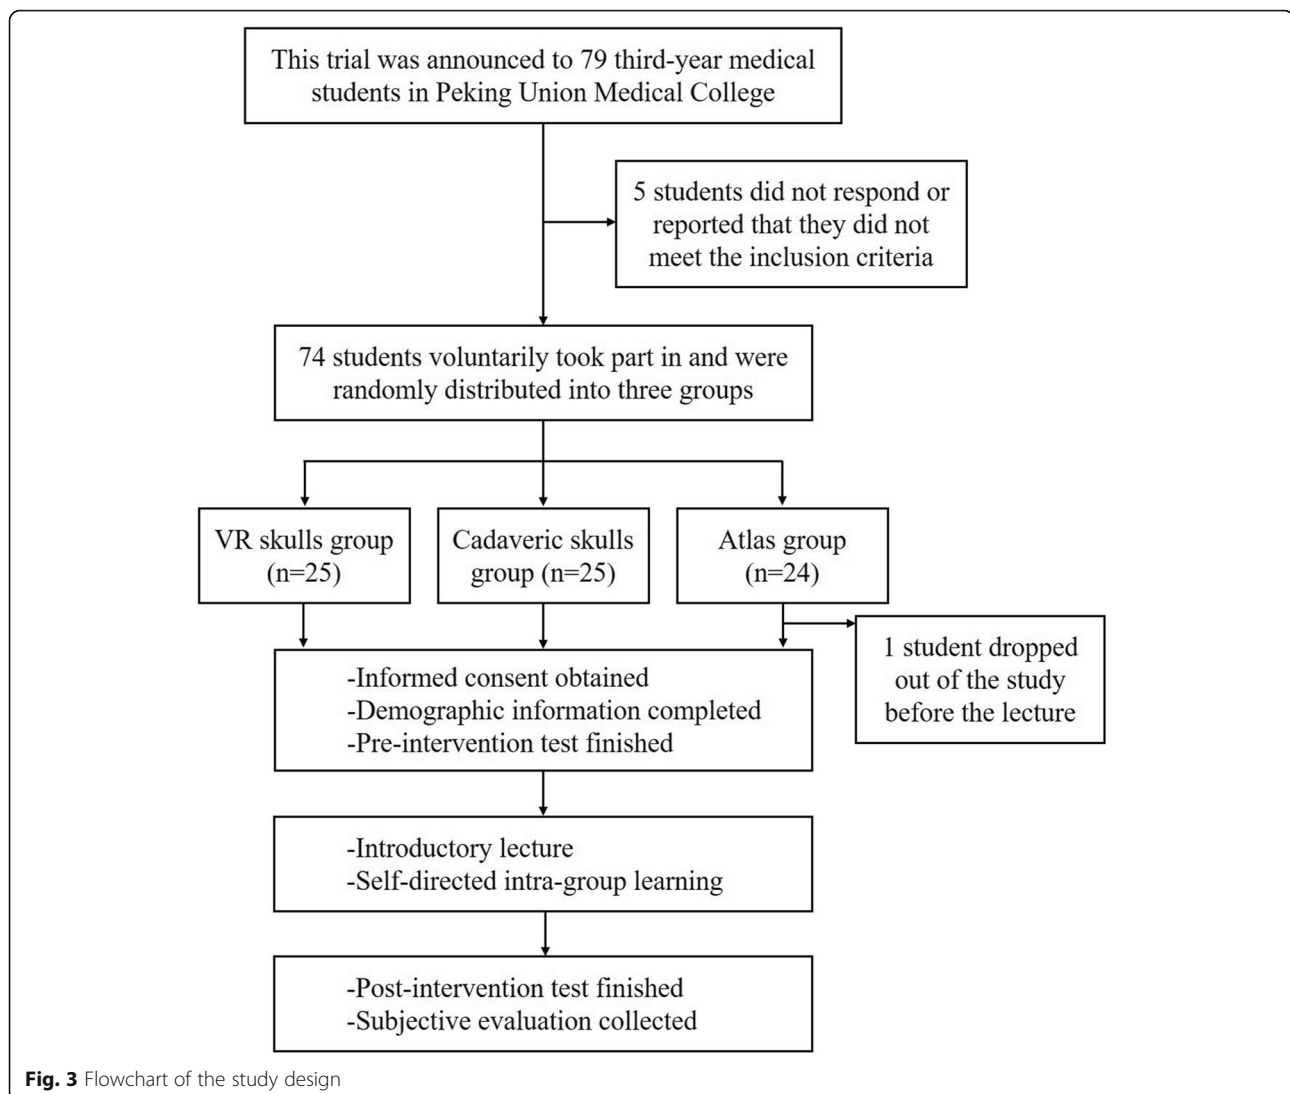 This trial was announced to 79 third-year medical
students in Peking Union Medical College
5 students did not respond or
reported that they did not
meet the inclusion criteria
74 students voluntarily took part in and were
randomly distributed into three groups
VR skulls group
(n=25)
Cadaveric skulls
group (n=25)
Atlas group
(n=24)
1 student dropped
out of the study
before the lecture
-Informed consent obtained
-Demographic information completed
-Pre-intervention test finished
-Introductory lecture
-Self-directed intra-group learning
-Post-intervention test finished
-Subjective evaluation collected
Fig. 3 Flowchart of the study design